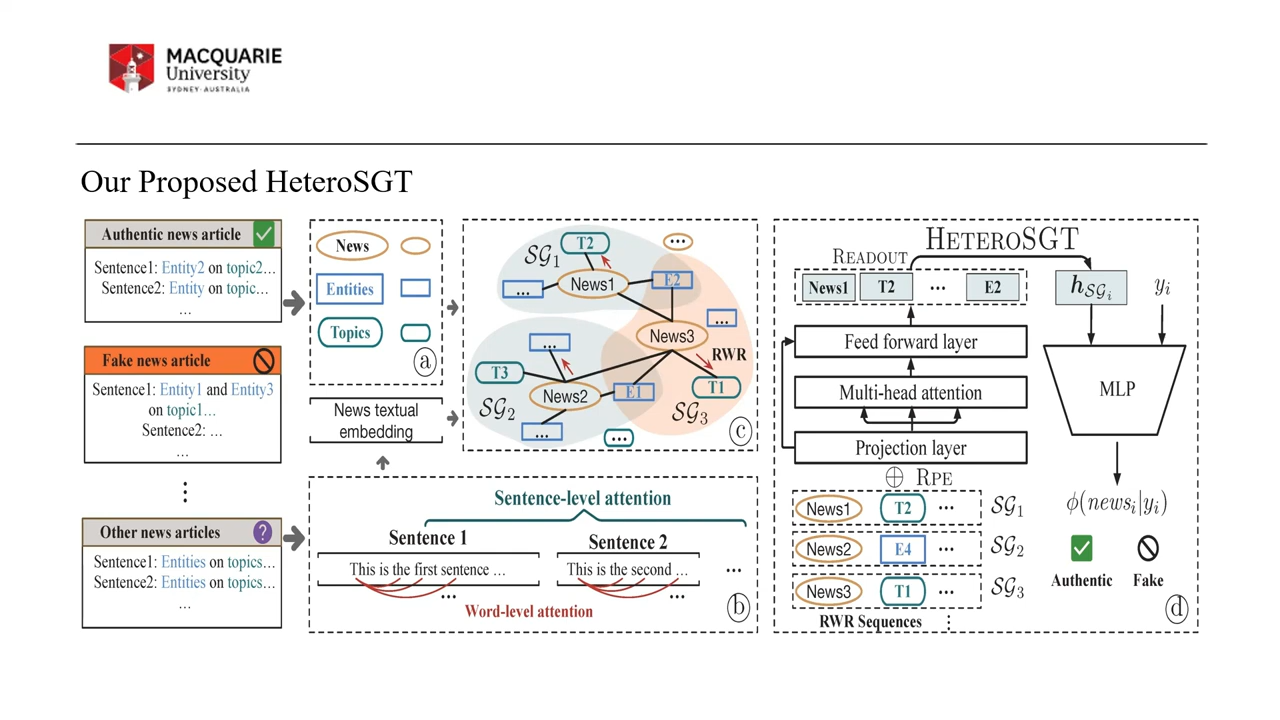 MACQUARIE
University
SYDNEY·AUSTRALIA
Our Proposed HeteroSGT
Authentic news article
Sentence1: Entity2 on topic2...
Sentence2: Entity on topic...
...
Fake news article
Sentence1: Entity1 and Entity3
on topic1...
Sentence2: ...
...
Other news articles
?
Sentence1: Entities on topics...
Sentence2: Entities on topics...
...
News
Entities
Topics
a
News textual
embedding
Sentence-level attention
Sentence 1
Sentence 2
This is the first sentence ...
This is the second ...
...
...
...
Word-level attention
b
SG1
T2
...
News1
E2
...
News3
...
...
RWR
T3
T1
News2
E1
SG2
SG3
...
...
c
HETEROSGT
READOUT
News1
T2
...
E2
hSGi
yi
Feed forward layer
Multi-head attention
MLP
Projection layer
⊕ RPE
ϕ(newsi|yi)
News1
T2
...
SG1
News2
E4
...
SG2
News3
T1
...
SG3
RWR Sequences
Authentic
Fake
d